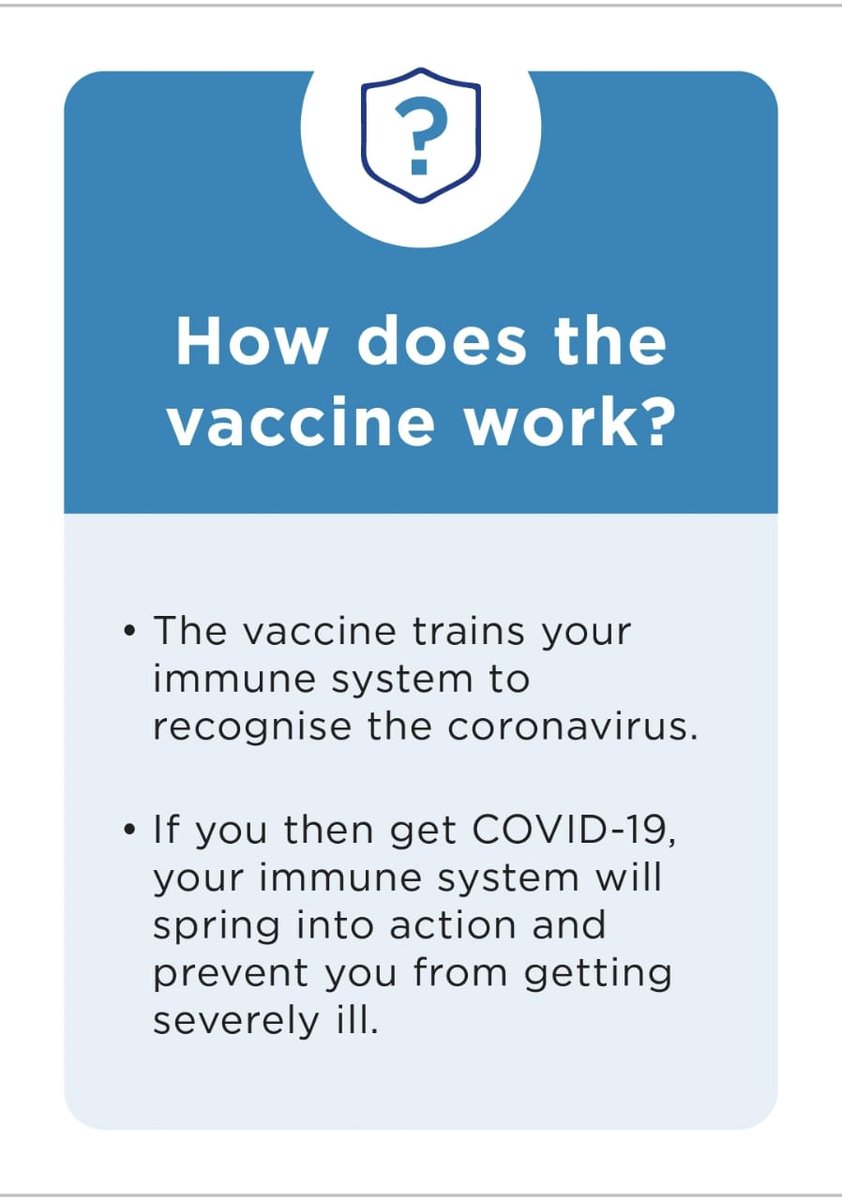 ?
How does the
vaccine work?
• The vaccine trains your
immune system to
recognise the coronavirus.
• If you then get COVID-19,
your immune system will
spring into action and
prevent you from getting
severely ill.